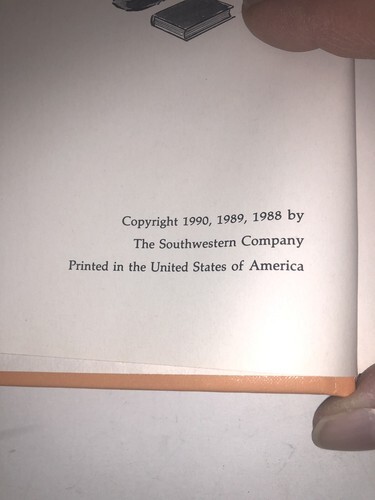 Copyright 1990, 1989, 1988 by
The Southwestern Company
Printed in the United States of America